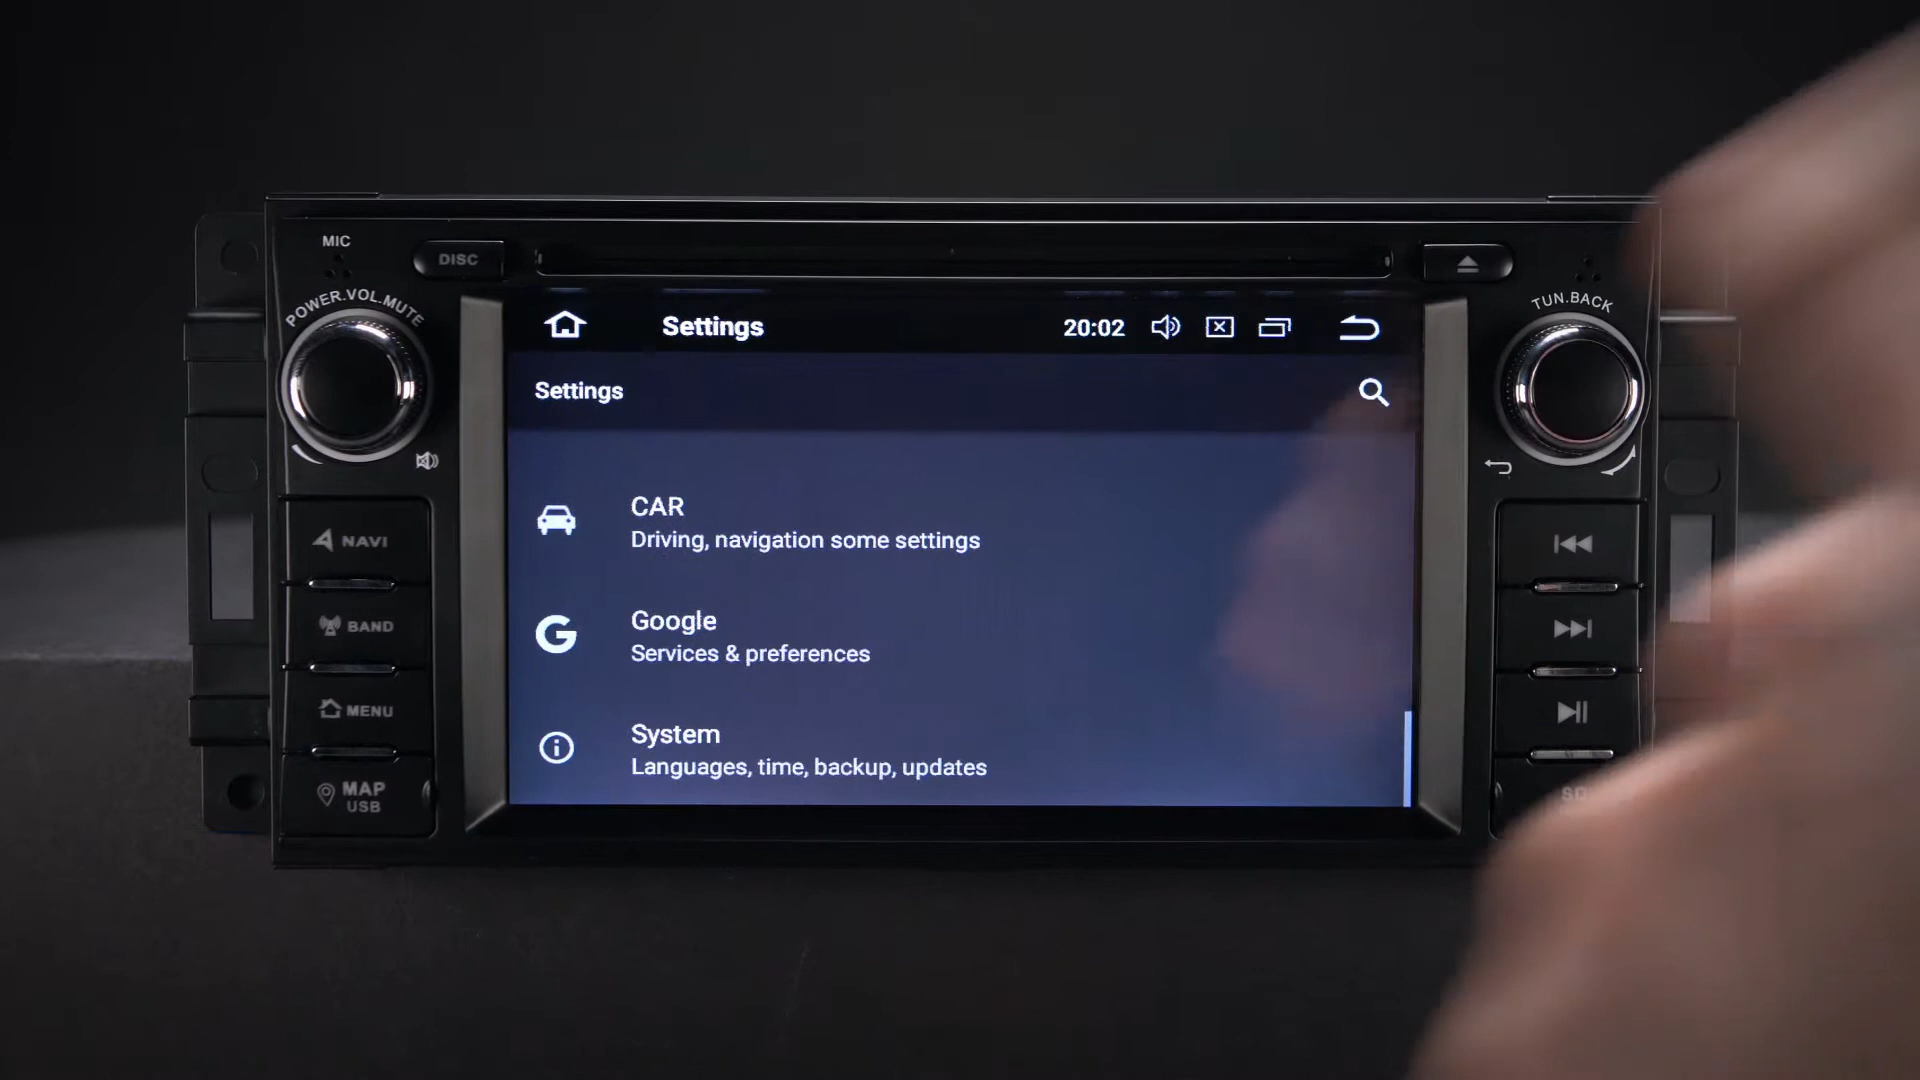 MIC
DISC
POWER.VOL.MUTE
TUN.BACK
Settings
20:02
Settings
CAR
Driving, navigation some settings
Google
Services & preferences
System
Languages, time, backup, updates
NAVI
BAND
MENU
MAP
USB
SD